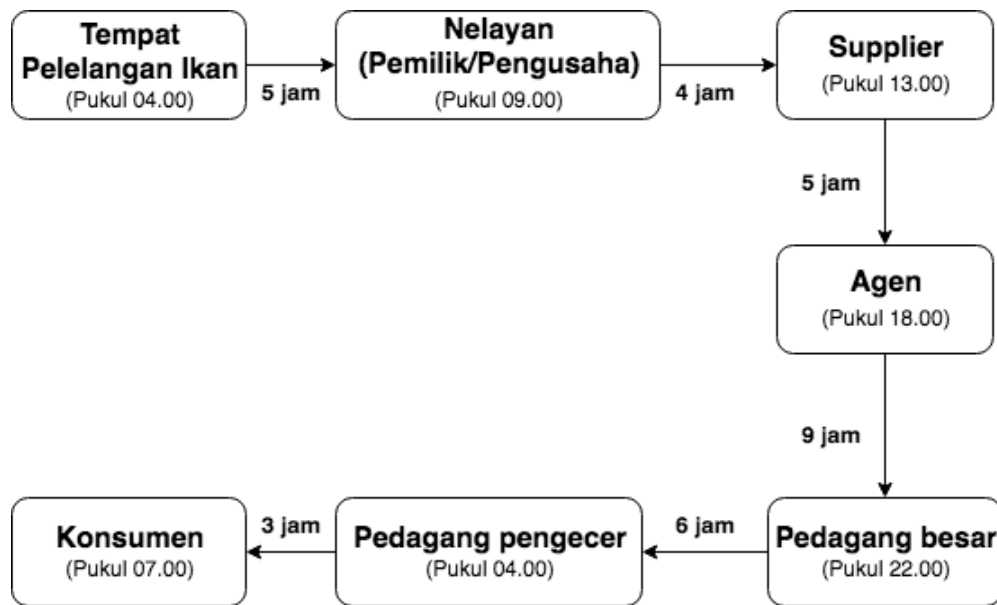 Tempat
Pelelangan Ikan
(Pukul 04.00)
5 jam
Nelayan
(Pemilik/Pengusaha)
(Pukul 09.00)
4 jam
Supplier
(Pukul 13.00)
5 jam
Agen
(Pukul 18.00)
9 jam
Pedagang besar
(Pukul 22.00)
6 jam
Pedagang pengecer
(Pukul 04.00)
3 jam
Konsumen
(Pukul 07.00)